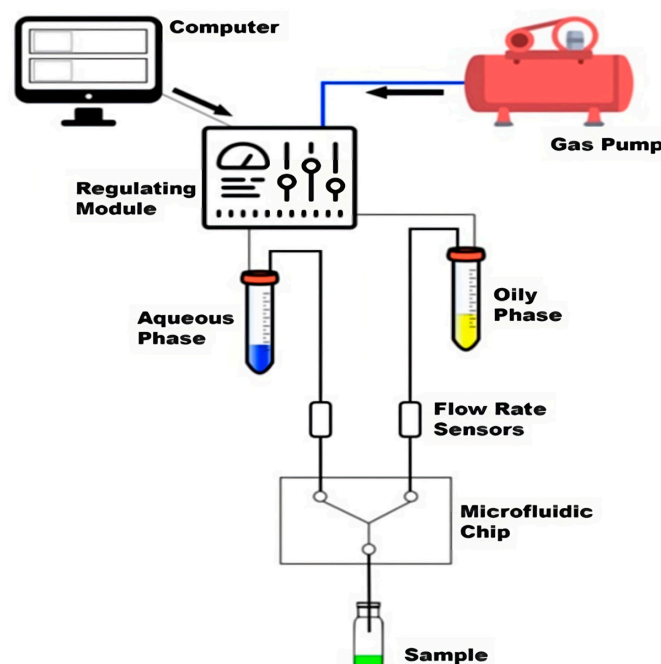 Computer
Gas Pump
Regulating
Module
Aqueous
Phase
Oily
Phase
Flow Rate
Sensors
Microfluidic
Chip
Sample